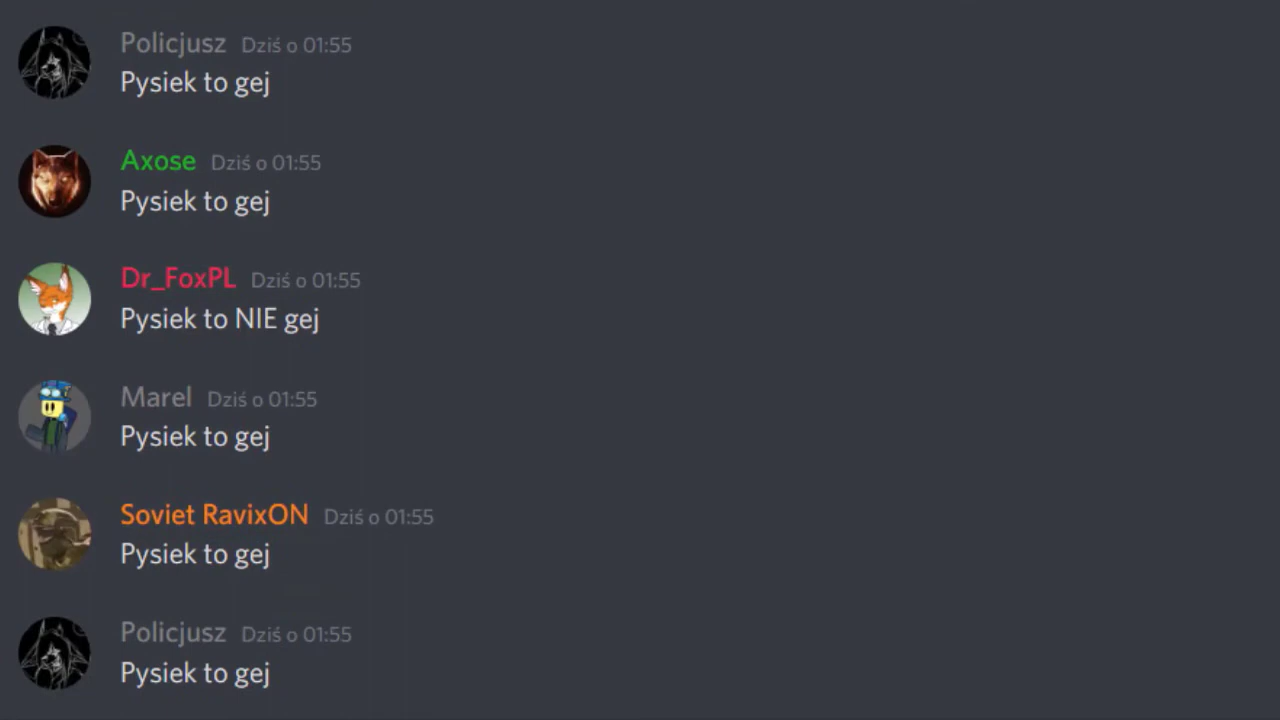 Policjusz Dziś o 01:55
Pysiek to gej
Axose Dziś o 01:55
Pysiek to gej
Dr_FoxPL Dziś o 01:55
Pysiek to NIE gej
Marel Dziś o 01:55
Pysiek to gej
Soviet RavixON Dziś o 01:55
Pysiek to gej
Policjusz Dziś o 01:55
Pysiek to gej